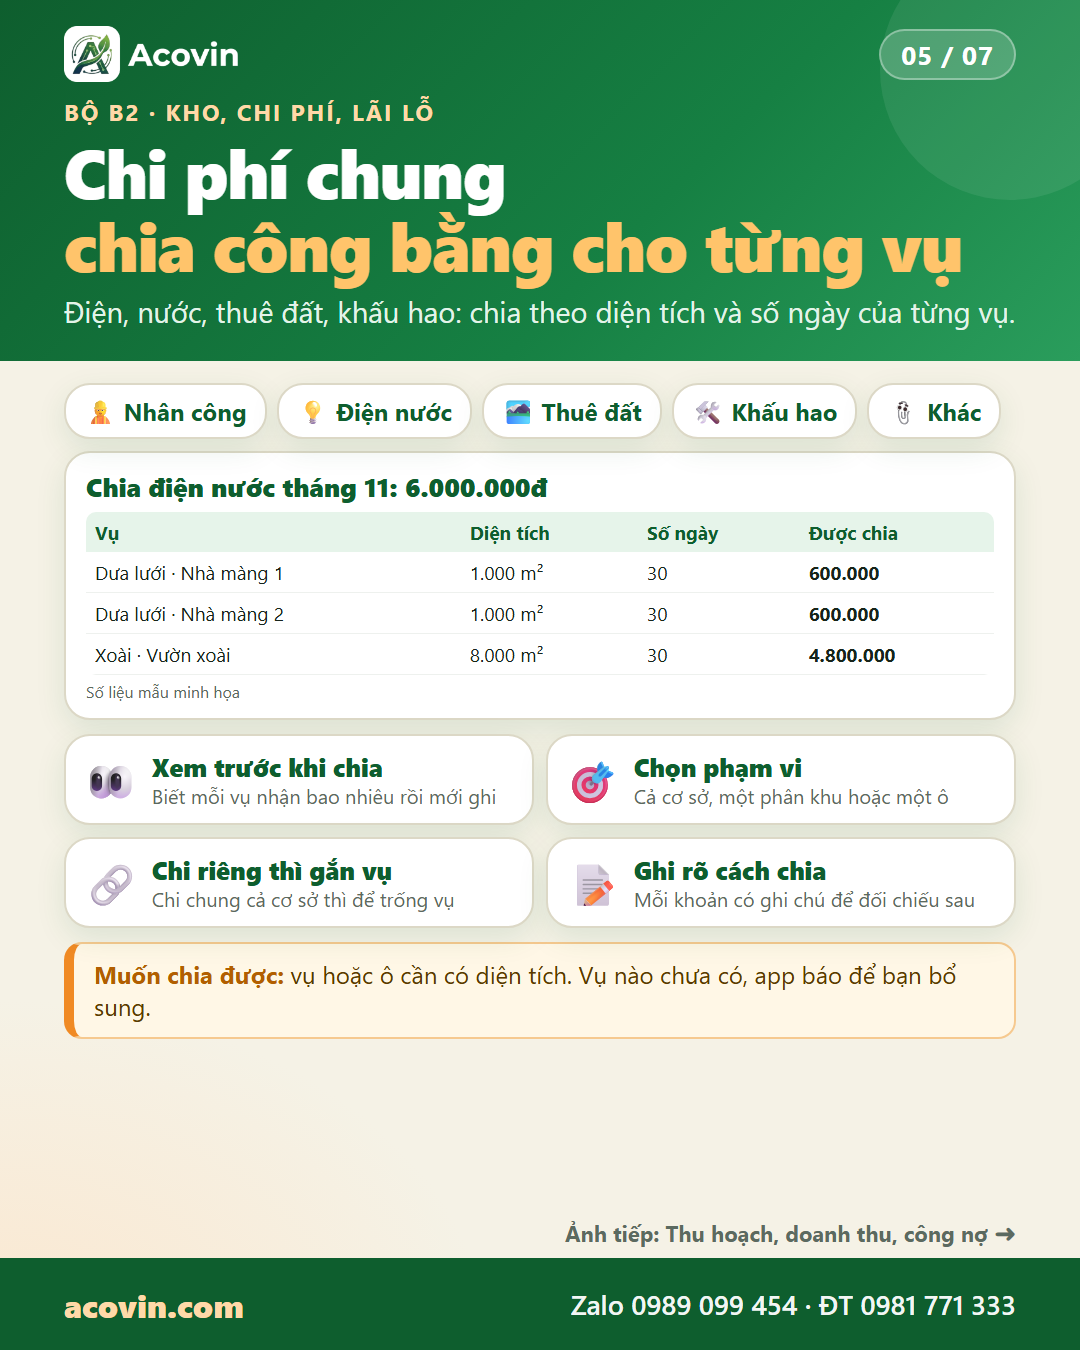 Acovin
05 / 07
BỘ B2 · KHO, CHI PHÍ, LÃI LỖ
Chi phí chung
chia công bằng cho từng vụ
Điện, nước, thuê đất, khấu hao: chia theo diện tích và số ngày của từng vụ.
Nhân công
Điện nước
Thuê đất
Khấu hao
Khác
Chia điện nước tháng 11: 6.000.000đ
Vụ Diện tích Số ngày Được chia
Dưa lưới · Nhà màng 1 1.000 m² 30 600.000
Dưa lưới · Nhà màng 2 1.000 m² 30 600.000
Xoài · Vườn xoài 8.000 m² 30 4.800.000
Số liệu mẫu minh họa
Xem trước khi chia
Biết mỗi vụ nhận bao nhiêu rồi mới ghi
Chọn phạm vi
Cả cơ sở, một phân khu hoặc một ô
Chi riêng thì gắn vụ
Chi chung cả cơ sở thì để trống vụ
Ghi rõ cách chia
Mỗi khoản có ghi chú để đối chiếu sau
Muốn chia được: vụ hoặc ô cần có diện tích. Vụ nào chưa có, app báo để bạn bổ
sung.
Ảnh tiếp: Thu hoạch, doanh thu, công nợ →
acovin.com
Zalo 0989 099 454 · ĐT 0981 771 333